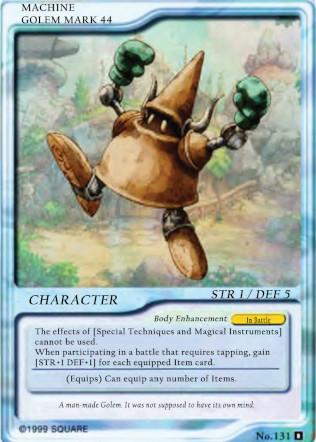 MACHINE
GOLEM MARK 44
CHARACTER
STR 1 / DEF 5
Body Enhancement In Battle
The effects of [Special Techniques and Magical Instruments]
cannot be used.
When participating in a battle that requires tapping, gain
[STR+1 DEF+1] for each equipped Item card.
(Equips) Can equip any number of Items.
A man-made Golem. It was not supposed to have its own mind.
©1999 SQUARE
No.131